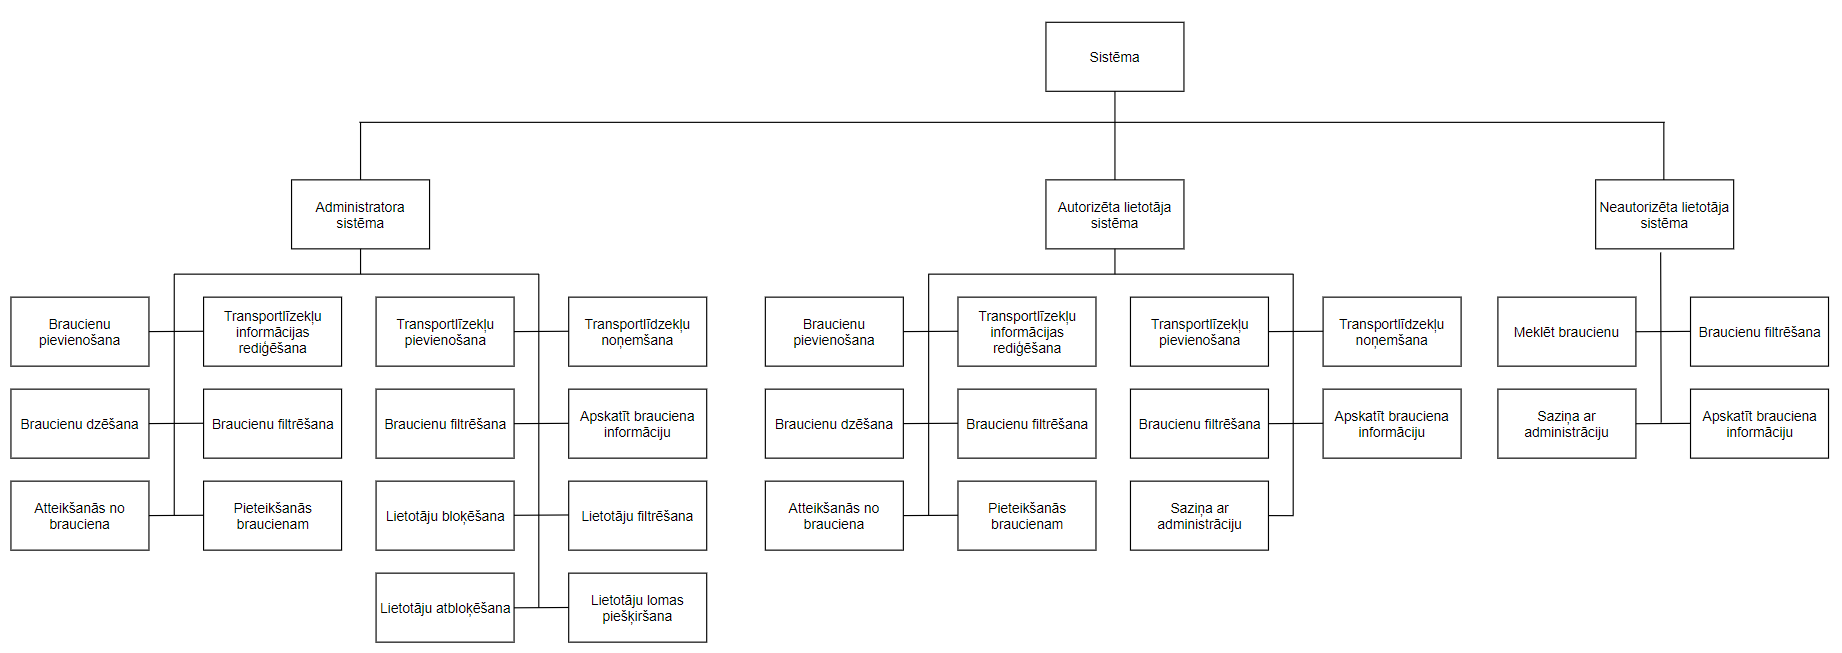 Sistēma
Administratora
sistēma
Autorizēta lietotāja
sistēma
Neautorizēta lietotāja
sistēma
Braucienu
pievienošana
Transportlīzekļu
informācijas
rediģēšana
Transportlīzekļu
pievienošana
Transportlīdzekļu
noņemšana
Braucienu
pievienošana
Transportlīzekļu
informācijas
rediģēšana
Transportlīzekļu
pievienošana
Transportlīdzekļu
noņemšana
Meklēt braucienu
Braucienu filtrēšana
Braucienu dzēšana
Braucienu filtrēšana
Braucienu filtrēšana
Apskatīt brauciena
informāciju
Braucienu dzēšana
Braucienu filtrēšana
Braucienu filtrēšana
Apskatīt brauciena
informāciju
Saziņa ar
administrāciju
Apskatīt brauciena
informāciju
Atteikšanās no
brauciena
Pieteikšanās
braucienam
Lietotāju bloķēšana
Lietotāju filtrēšana
Atteikšanās no
brauciena
Pieteikšanās
braucienam
Saziņa ar
administrāciju
Lietotāju atbloķēšana
Lietotāju lomas
piešķiršana